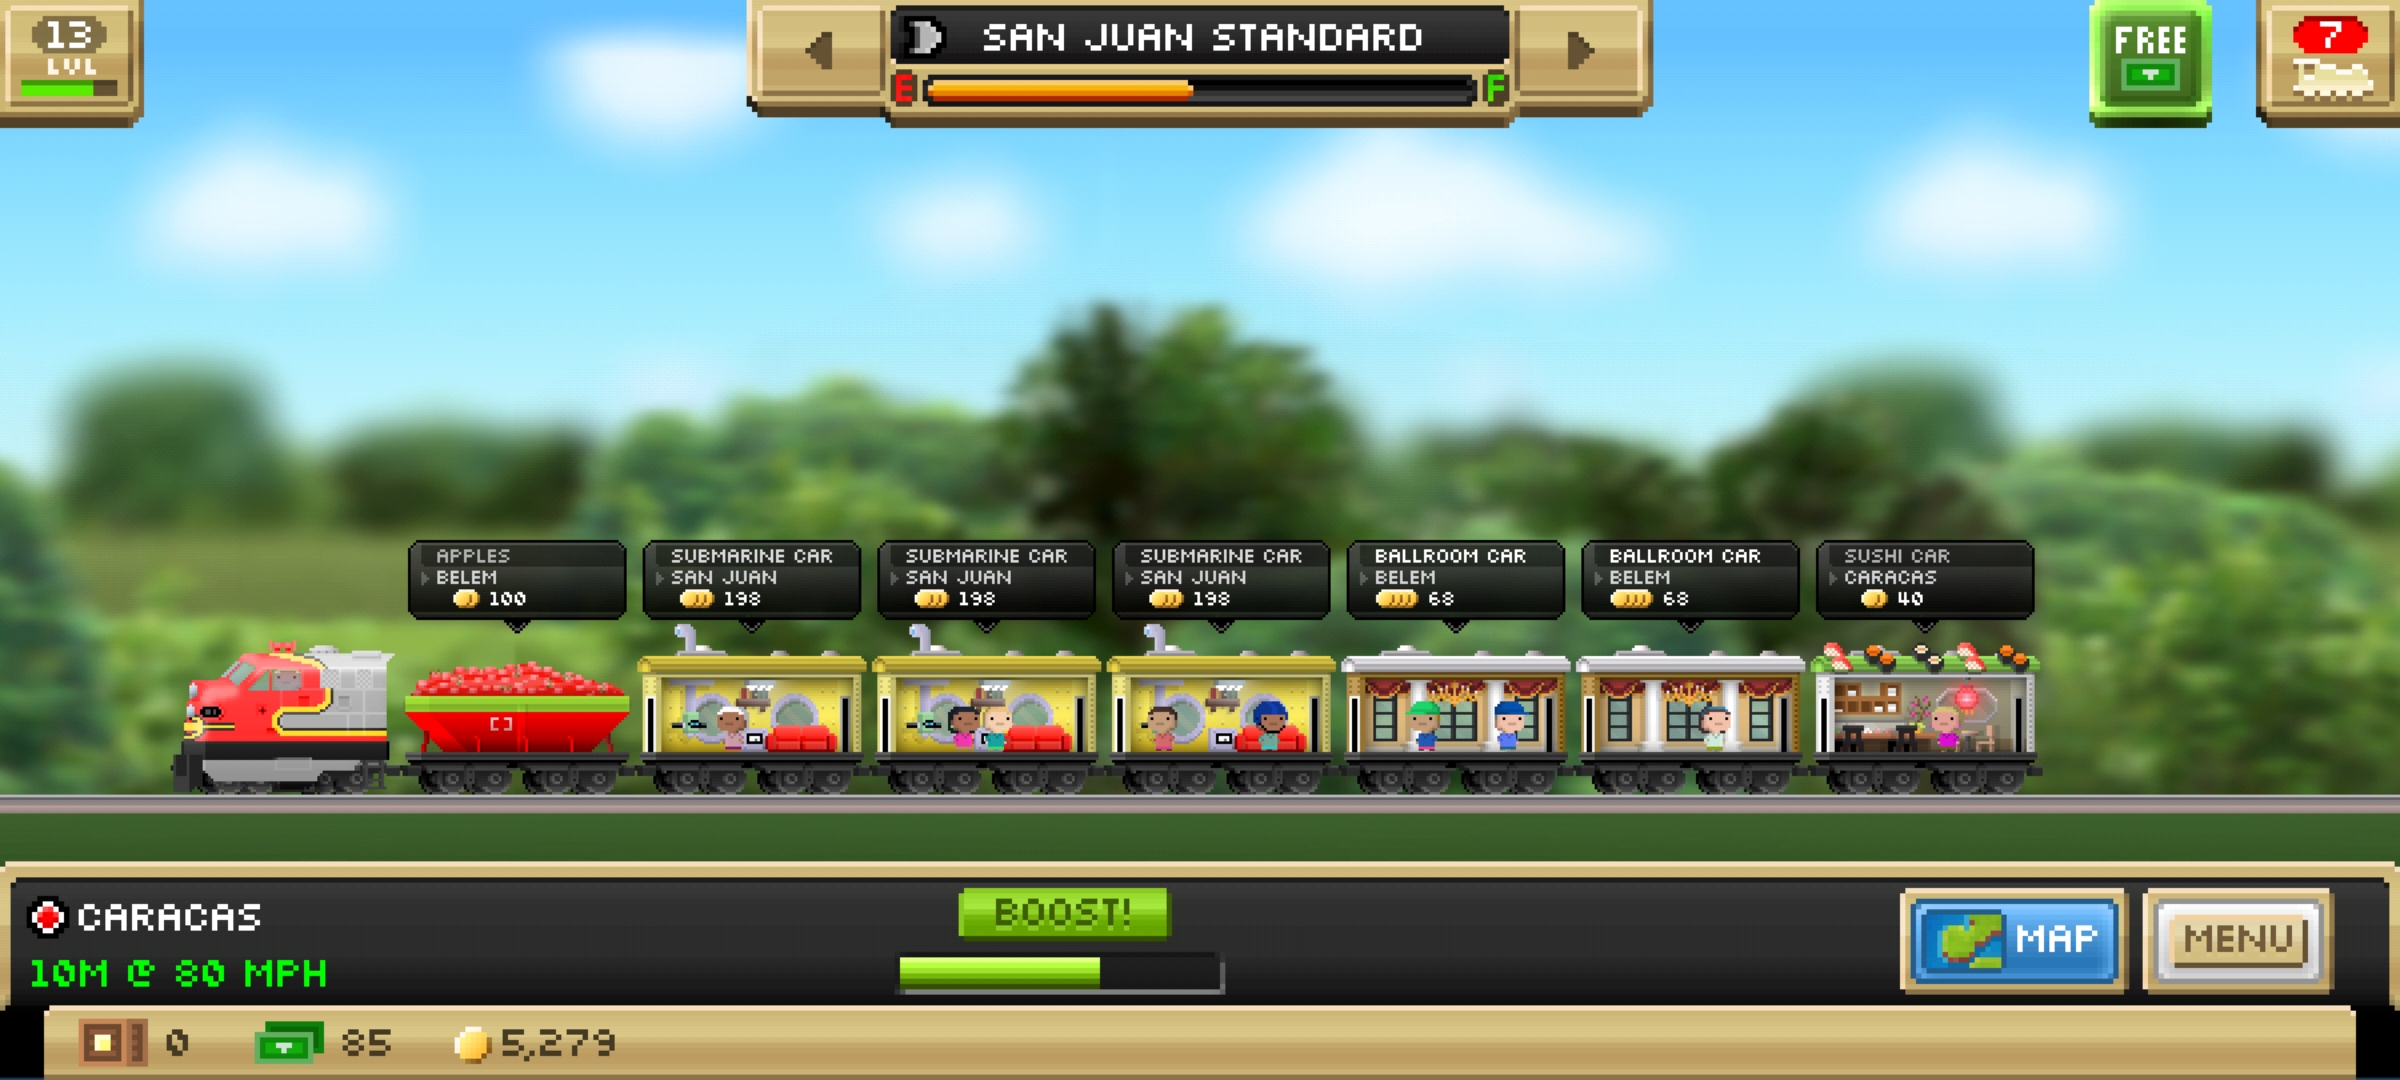 13
LVL
SAN JUAN STANDARD
E F
FREE
7
APPLES
BELEM
100
SUBMARINE CAR
SAN JUAN
198
SUBMARINE CAR
SAN JUAN
198
SUBMARINE CAR
SAN JUAN
198
BALLROOM CAR
BELEM
68
BALLROOM CAR
BELEM
68
SUSHI CAR
CARACAS
40
CARACAS
10M @ 80 MPH
BOOST!
MAP
MENU
0
85
5,279